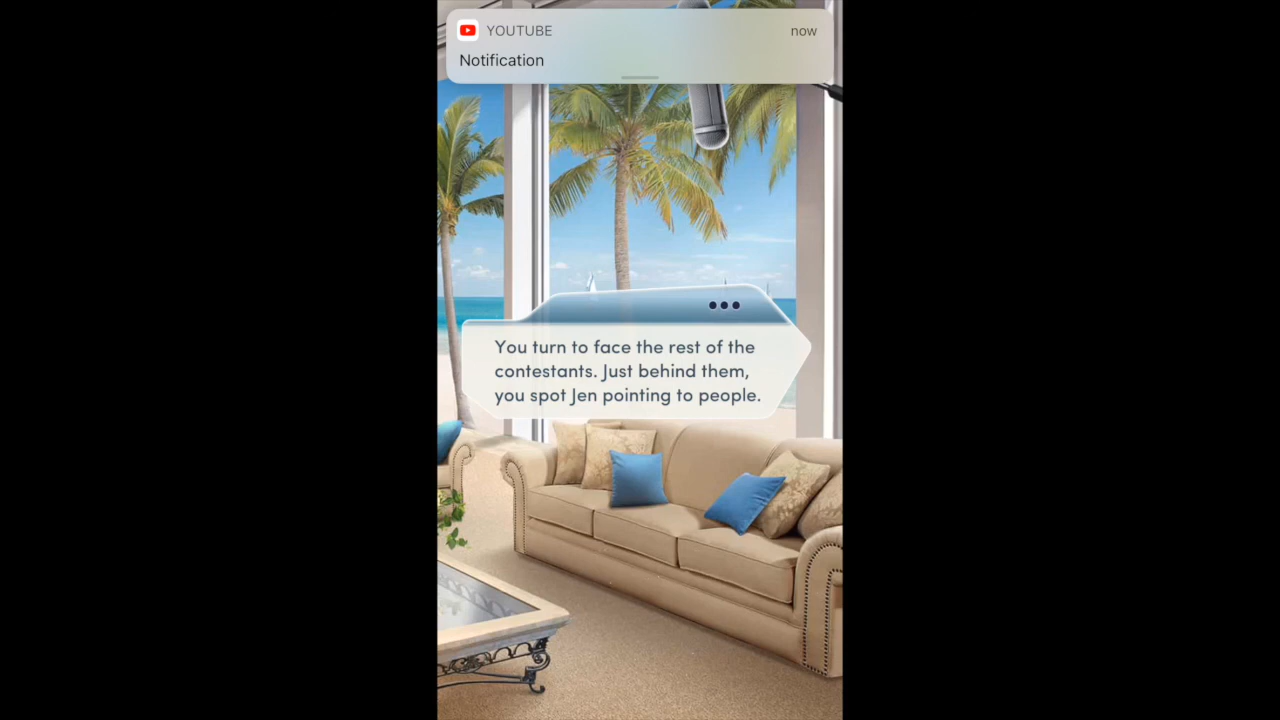 YOUTUBE
now
Notification
You turn to face the rest of the
contestants. Just behind them,
you spot Jen pointing to people.